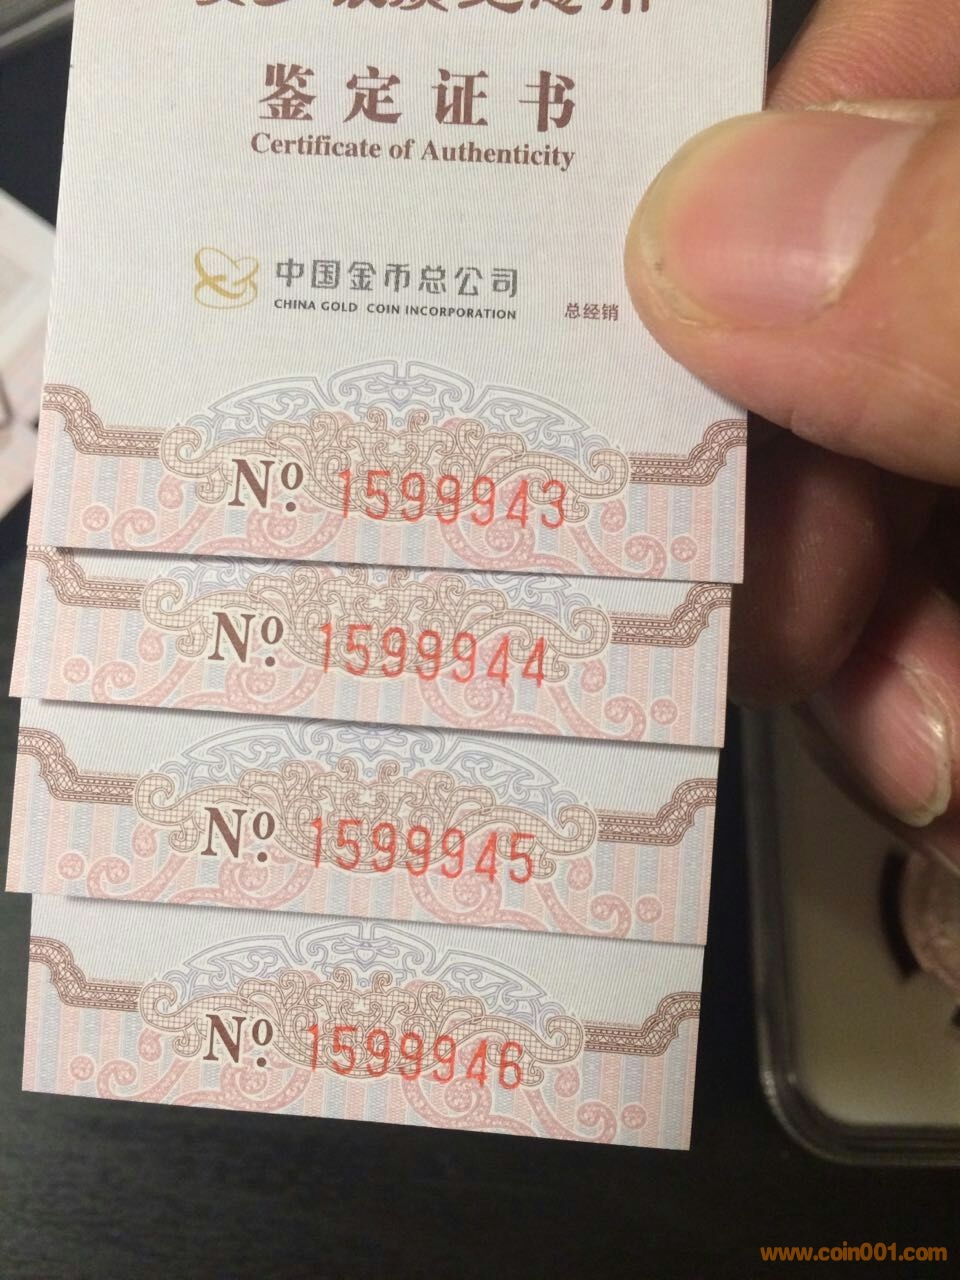 鉴定证书
Certificate of Authenticity
中国金币总公司
CHINA GOLD COIN INCORPORATION
总经销
Nº. 1599943
Nº. 1599944
Nº. 1599945
Nº. 1599946
www.coin001.com